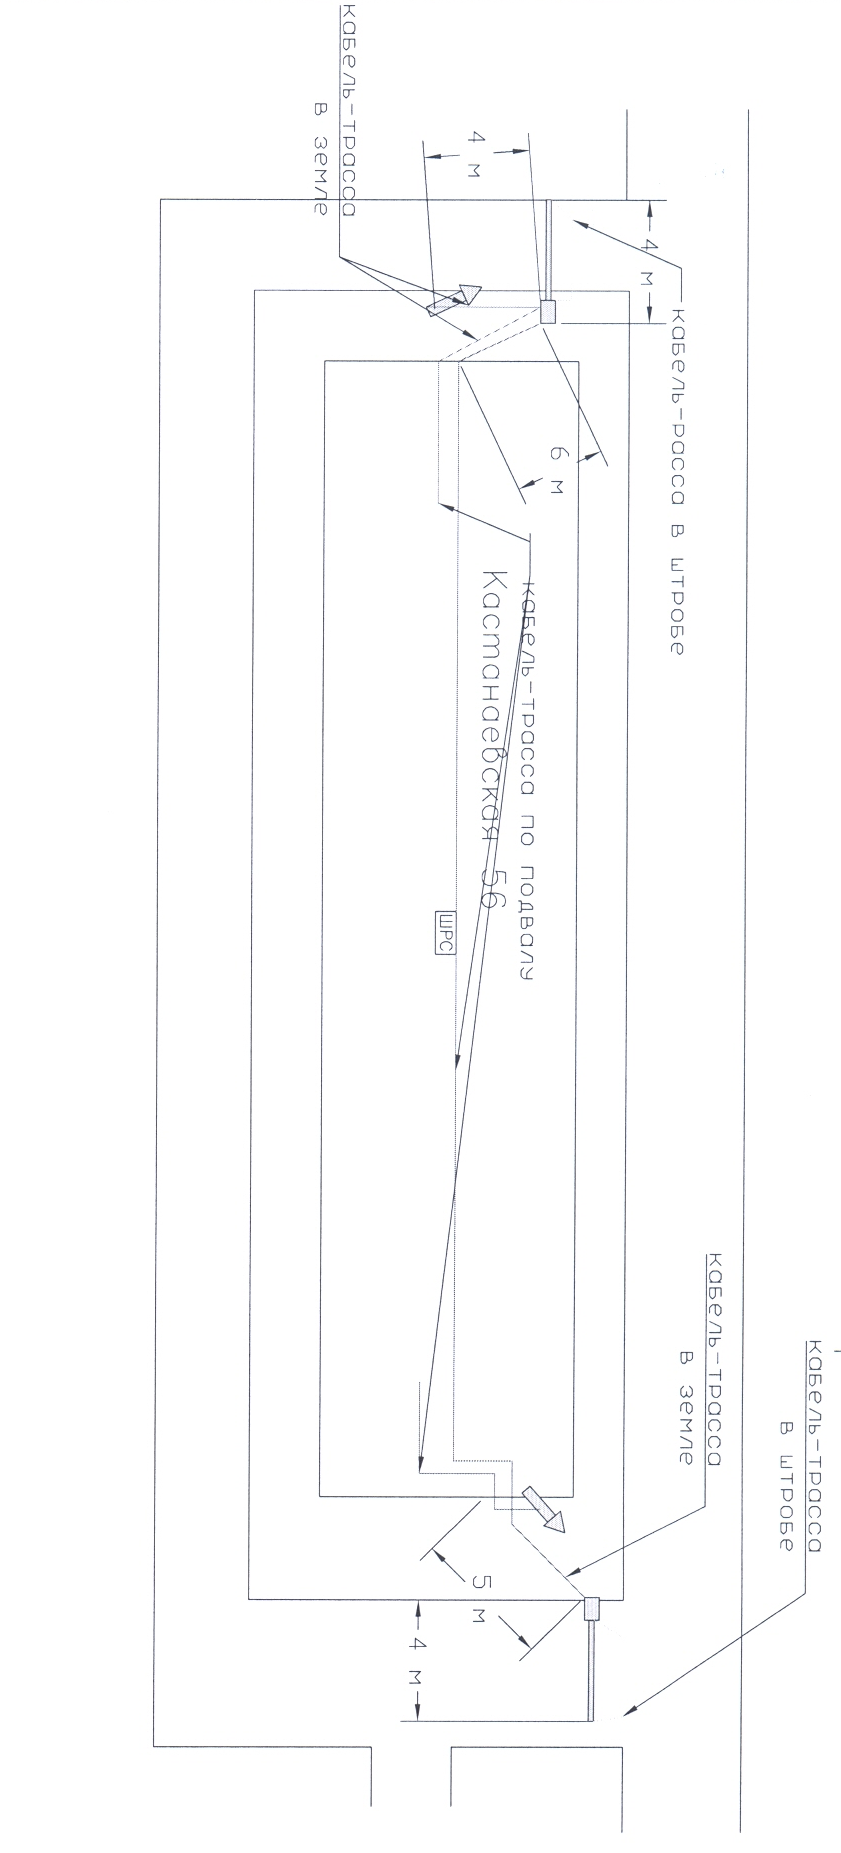 кабель-трасса
в земле
4 м
4 м
кабель-расса в штробе
6 м
кабель-трасса по подвалу
Кастанаевская 56
ШРС
кабель-трасса
в земле
кабель-трасса
в штробе
5 м
4 м